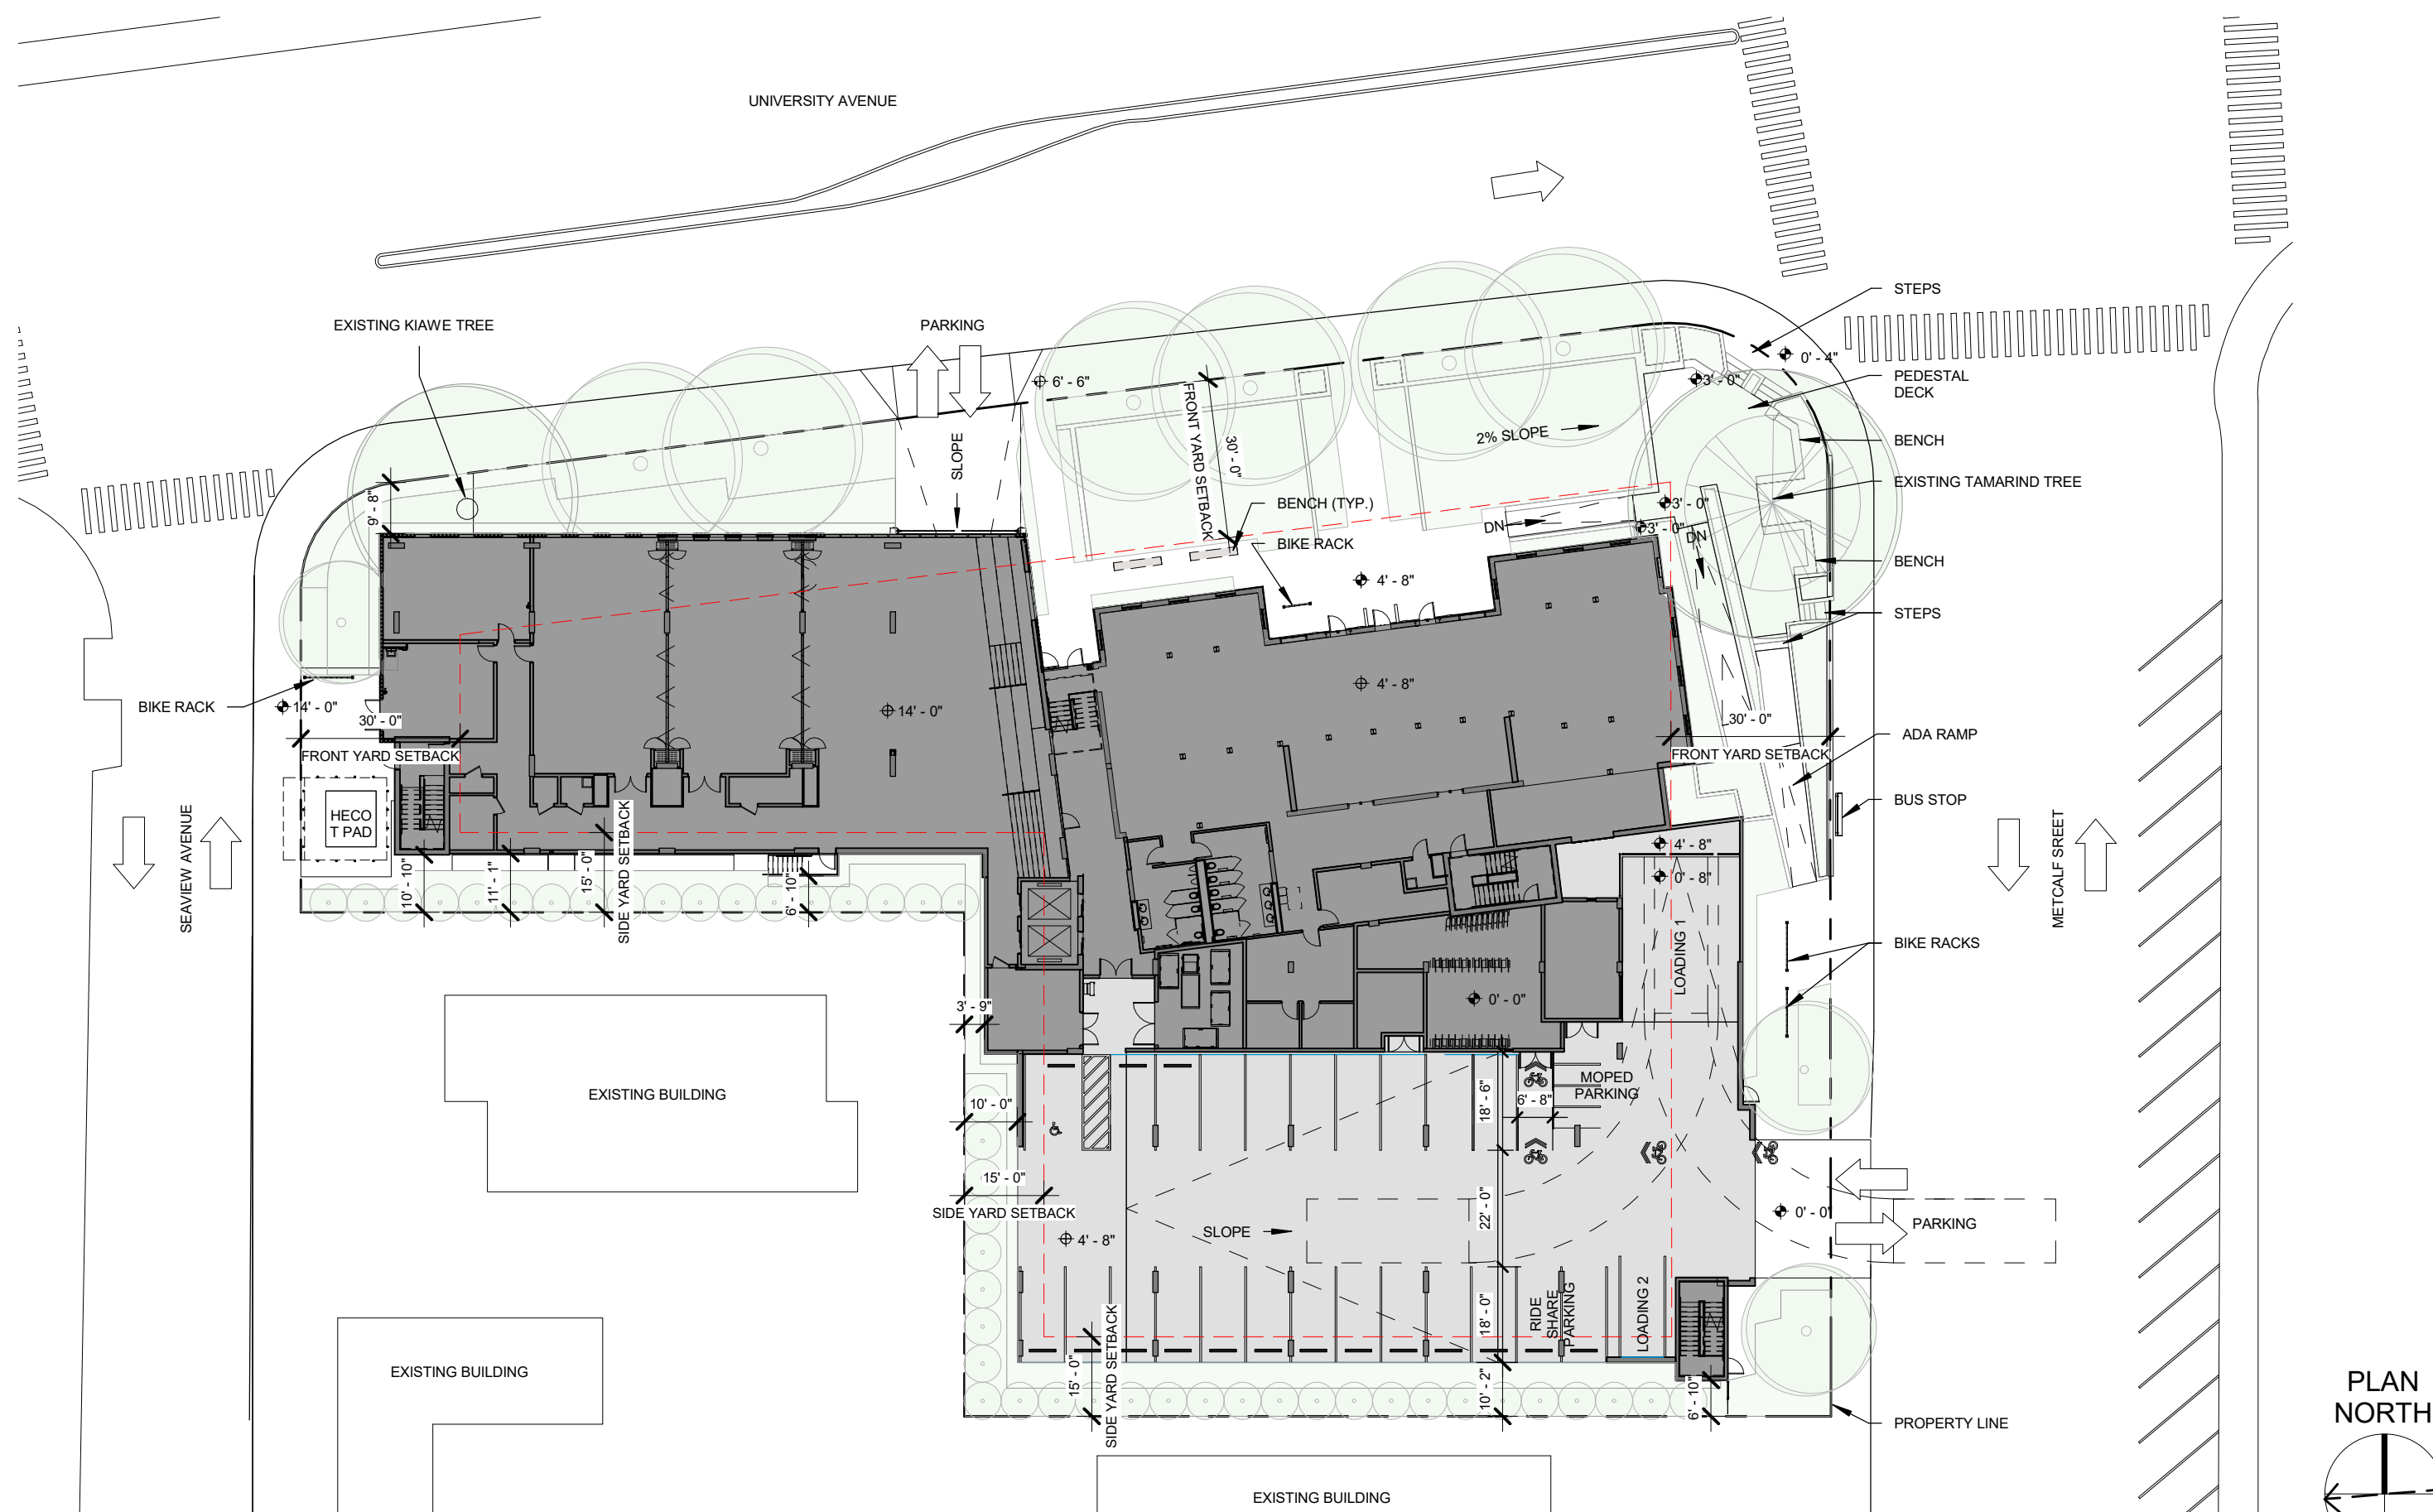 UNIVERSITY AVENUE
STEPS
EXISTING KIAWE TREE
PARKING
0' - 4"
6' - 6"
3' - 0"
PEDESTAL
DECK
FRONT YARD SETBACK
30' - 0"
2% SLOPE
BENCH
SLOPE
EXISTING TAMARIND TREE
9' - 8"
BENCH (TYP.)
3' - 0"
DN
3' - 0"
DN
BIKE RACK
BENCH
4' - 8"
STEPS
4' - 8"
BIKE RACK
14' - 0"
30' - 0"
14' - 0"
30' - 0"
ADA RAMP
FRONT YARD SETBACK
FRONT YARD SETBACK
BUS STOP
HECO
T PAD
SEAVIEW AVENUE
METCALF SREET
4' - 8"
0' - 8"
10' - 10"
11' - 1"
15' - 0"
SIDE YARD SETBACK
6' - 10"
LOADING 1
BIKE RACKS
3' - 9"
0' - 0"
EXISTING BUILDING
10' - 0"
18' - 6"
6' - 8"
MOPED
PARKING
15' - 0"
SIDE YARD SETBACK
22' - 0"
SLOPE
4' - 8"
0' - 0"
PARKING
18' - 0"
RIDE
SHARE
PARKING
LOADING 2
EXISTING BUILDING
15' - 0"
SIDE YARD SETBACK
10' - 2"
6' - 10"
PROPERTY LINE
PLAN
NORTH
EXISTING BUILDING